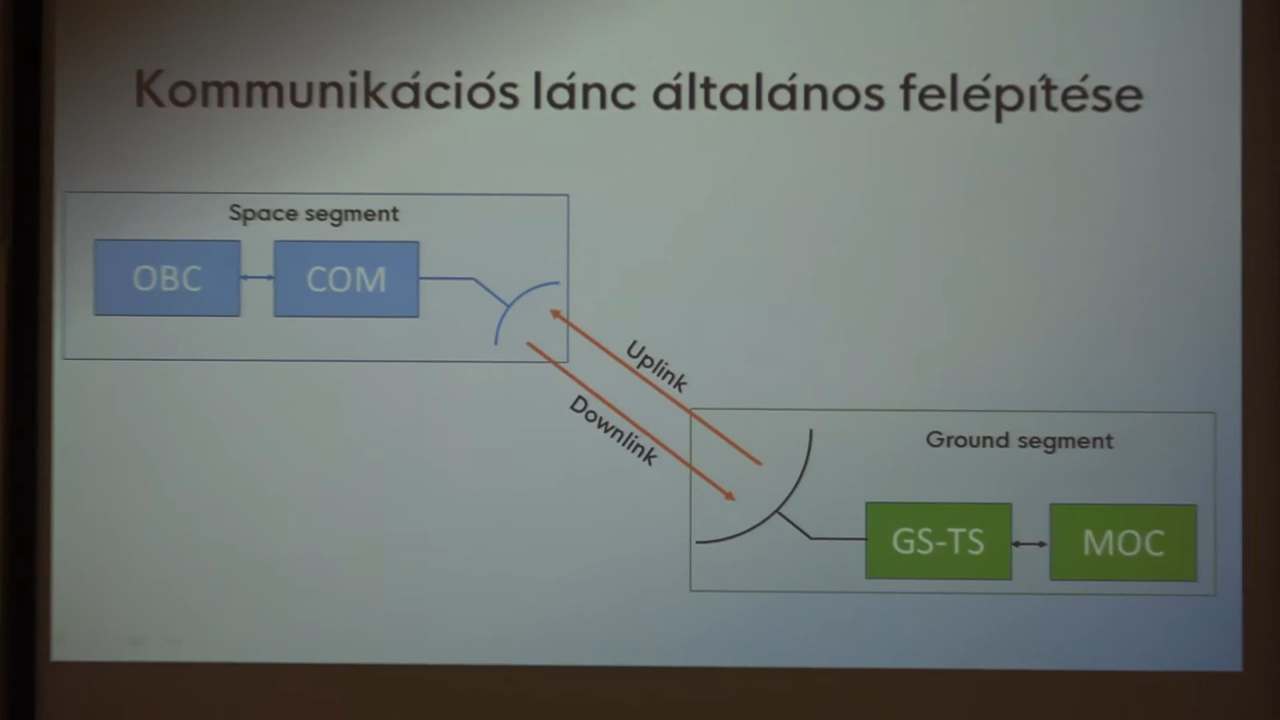 Kommunikációs lánc általános felépítése
Space segment
OBC
COM
Uplink
Downlink
Ground segment
GS-TS
MOC